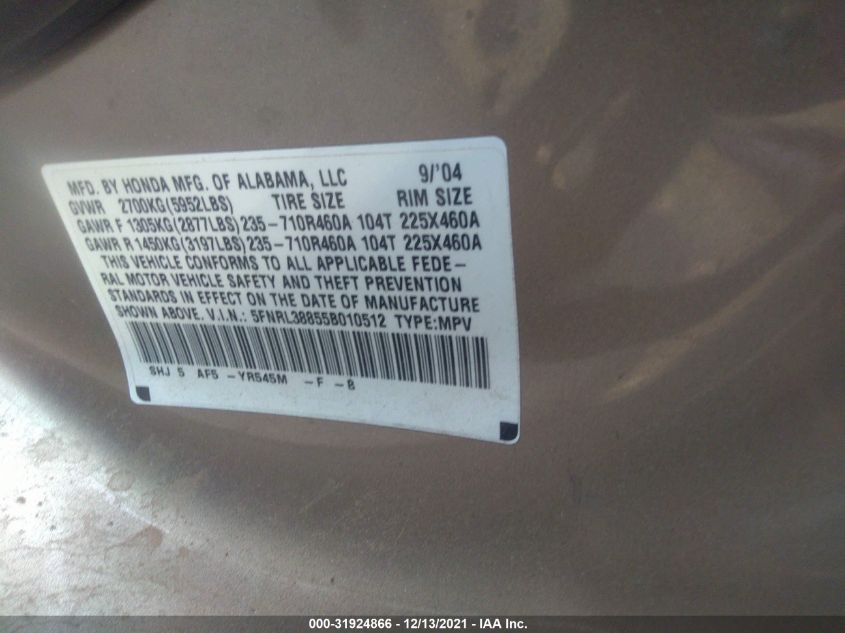 MFD. BY HONDA MFG. OF ALABAMA, LLC 9/'04
GVWR 2700KG(5952LBS) TIRE SIZE RIM SIZE
GAWR F 1305KG(2877LBS)235-710R460A 104T 225X460A
GAWR R 1450KG(3197LBS)235-710R460A 104T 225X460A
THIS VEHICLE CONFORMS TO ALL APPLICABLE FEDE-
RAL MOTOR VEHICLE SAFETY AND THEFT PREVENTION
STANDARDS IN EFFECT ON THE DATE OF MANUFACTURE
SHOWN ABOVE. V.I.N.: 5FNRL38855B010512 TYPE:MPV
SHJ 5 AF5 -YR545M -F -B
000-31924866 - 12/13/2021 - IAA Inc.